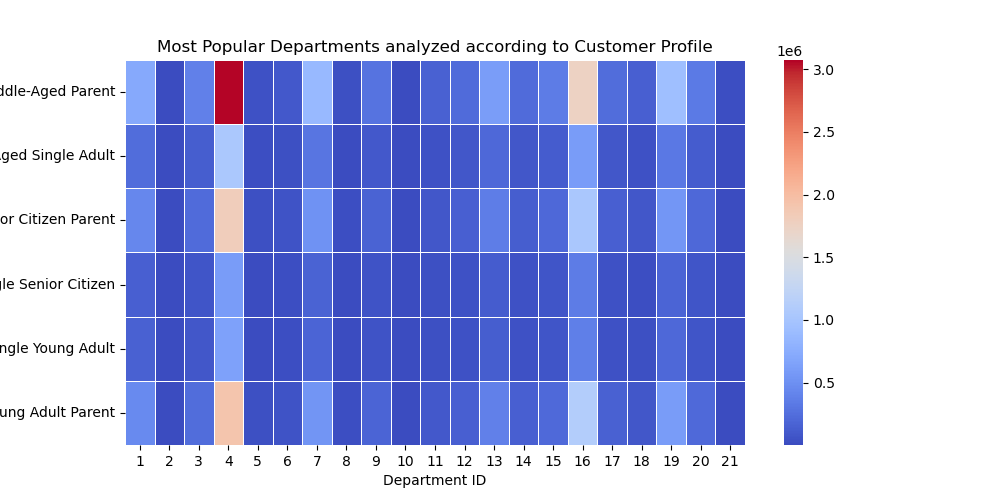 Most Popular Departments analyzed according to Customer Profile
1e6
ddle-Aged Parent
ged Single Adult
or Citizen Parent
le Senior Citizen
ngle Young Adult
ung Adult Parent
3.0
2.5
2.0
1.5
1.0
0.5
1 2 3 4 5 6 7 8 9 10 11 12 13 14 15 16 17 18 19 20 21
Department ID